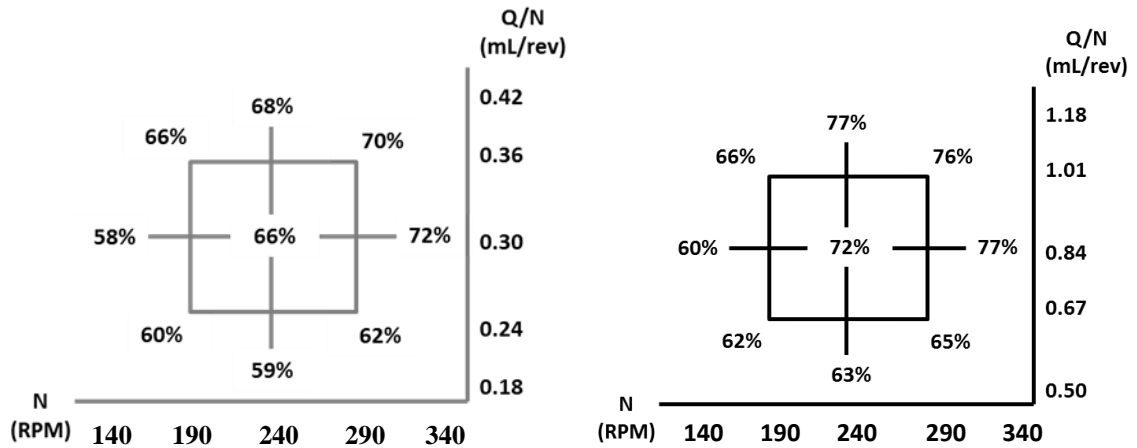 Q/N
(mL/rev)
0.42
68%
66% 70%
0.36
58% 66% 72% 0.30
60% 62% 0.24
59%
0.18
N
(RPM) 140 190 240 290 340
Q/N
(mL/rev)
1.18
77%
66% 76%
1.01
60% 72% 77% 0.84
0.67
62% 65%
63%
0.50
N
(RPM) 140 190 240 290 340